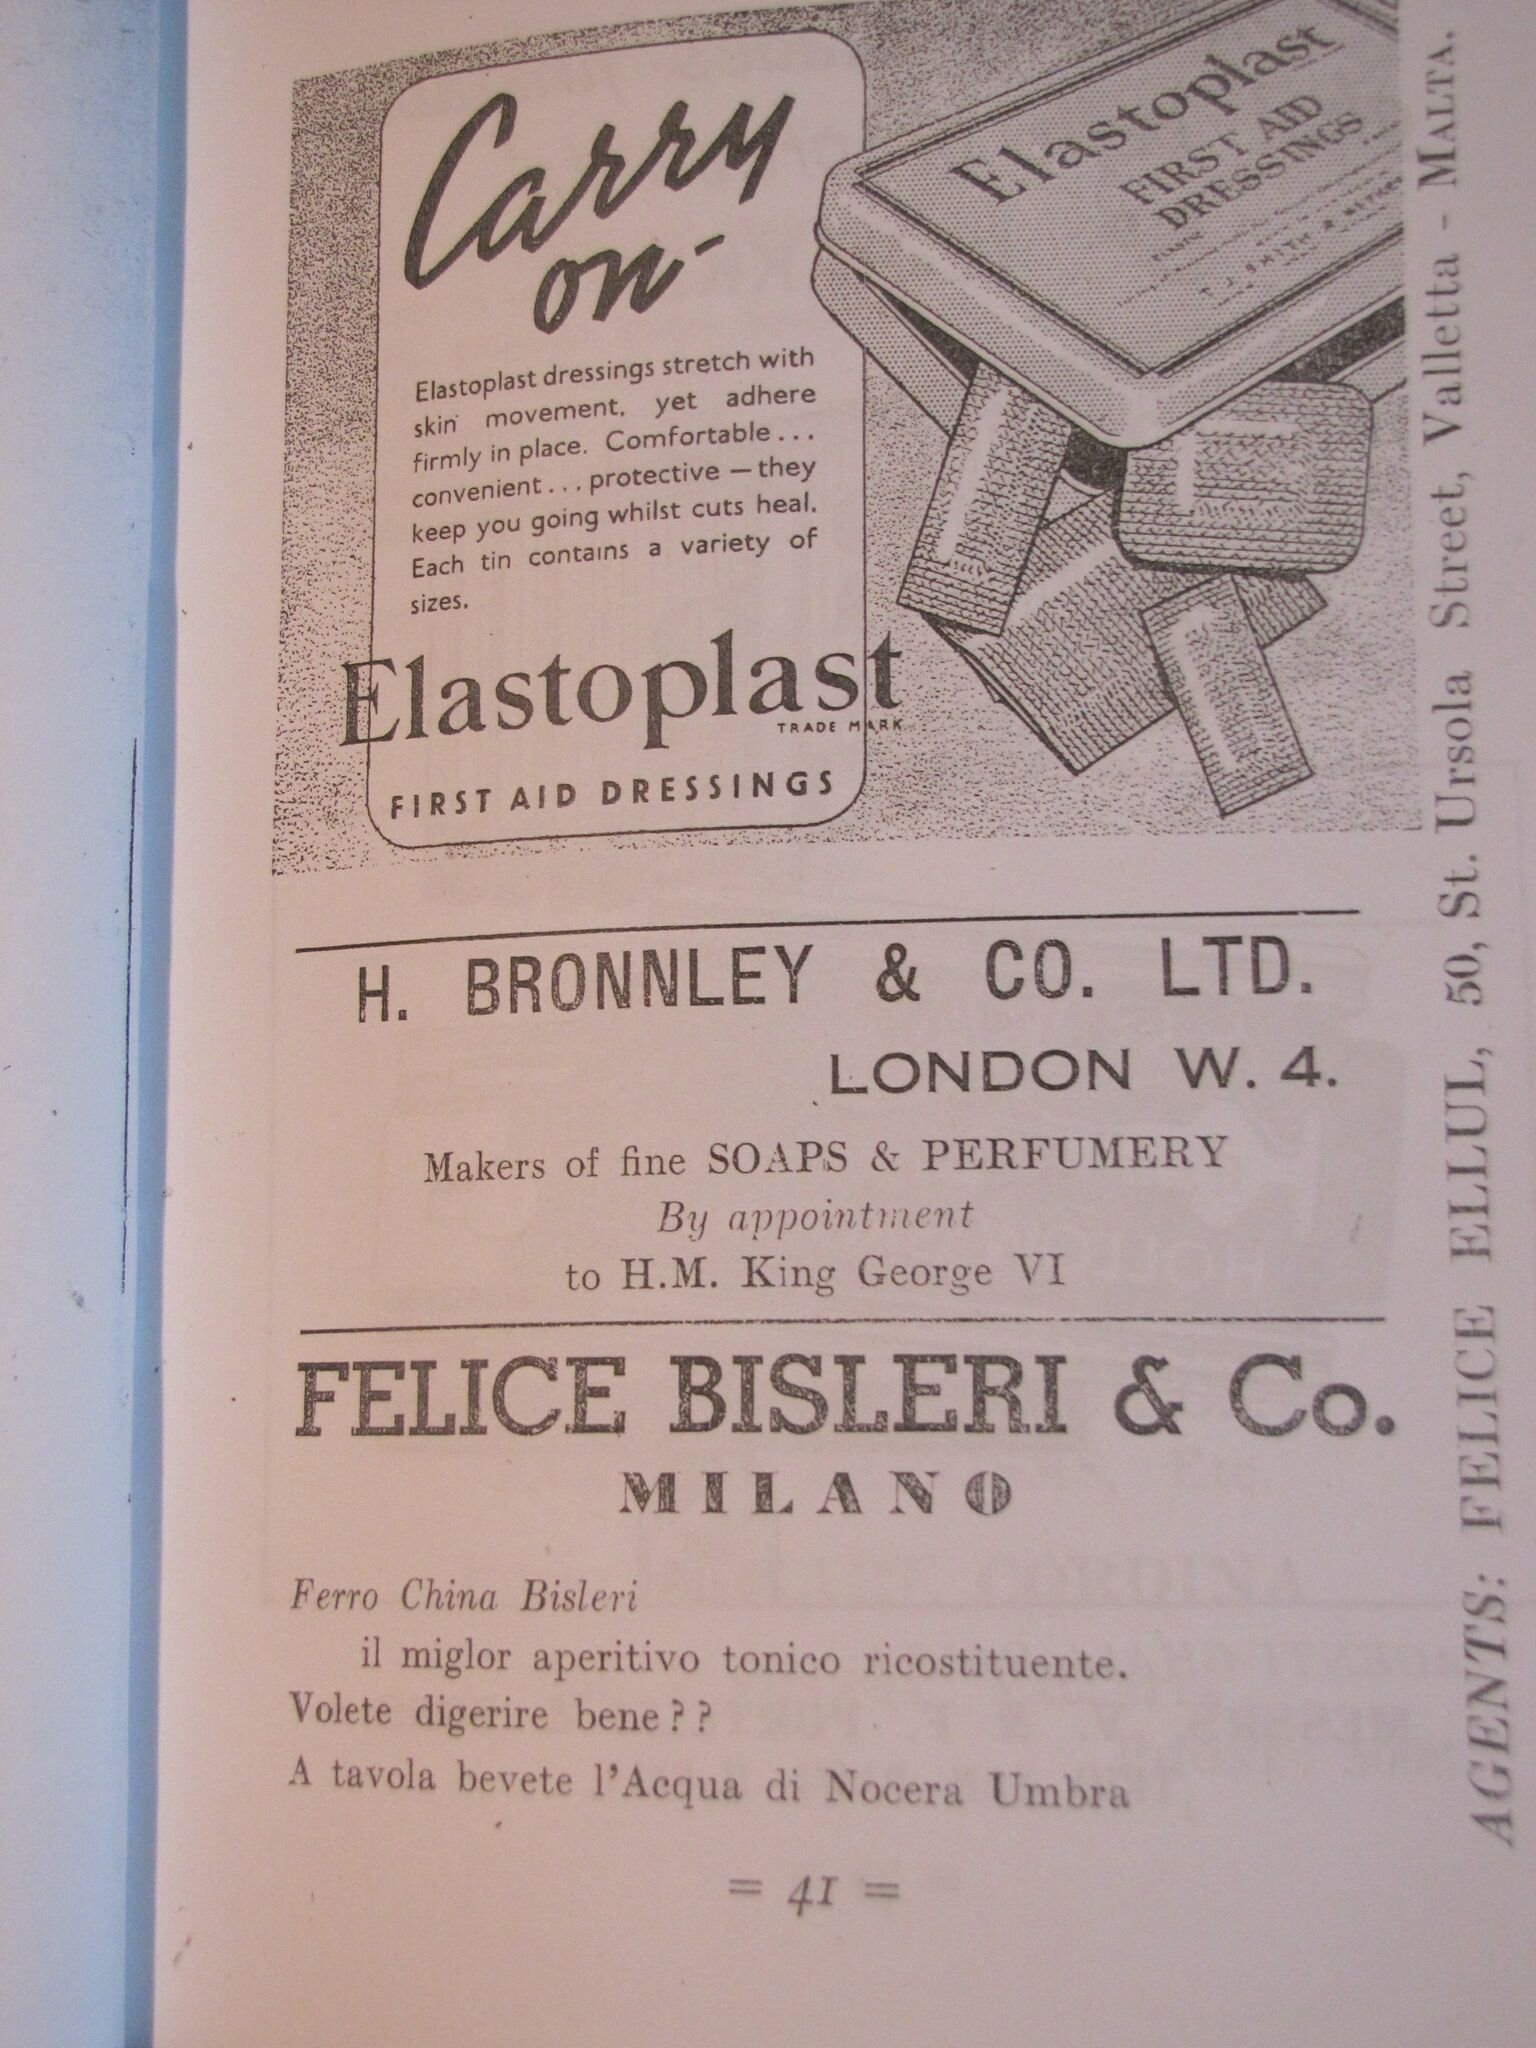 Carry
on-
Elastoplast dressings stretch with
skin movement, yet adhere
firmly in place. Comfortable...
convenient... protective — they
keep you going whilst cuts heal.
Each tin contains a variety of
sizes.
Elastoplast
TRADE MARK
FIRST AID DRESSINGS
Elastoplast
FIRST AID
DRESSINGS
ELASTIC
T. J. SMITH &
H. BRONNLEY & CO. LTD.
LONDON W. 4.
Makers of fine SOAPS & PERFUMERY
By appointment
to H.M. King George VI
FELICE BISLERI & Co.
MILANO
Ferro China Bisleri
il miglor aperitivo tonico ricostituente.
Volete digerire bene??
A tavola bevete l'Acqua di Nocera Umbra
= 41 =
AGENTS: FELICE ELLUL, 50, St. Ursola Street, Valletta - MALTA.